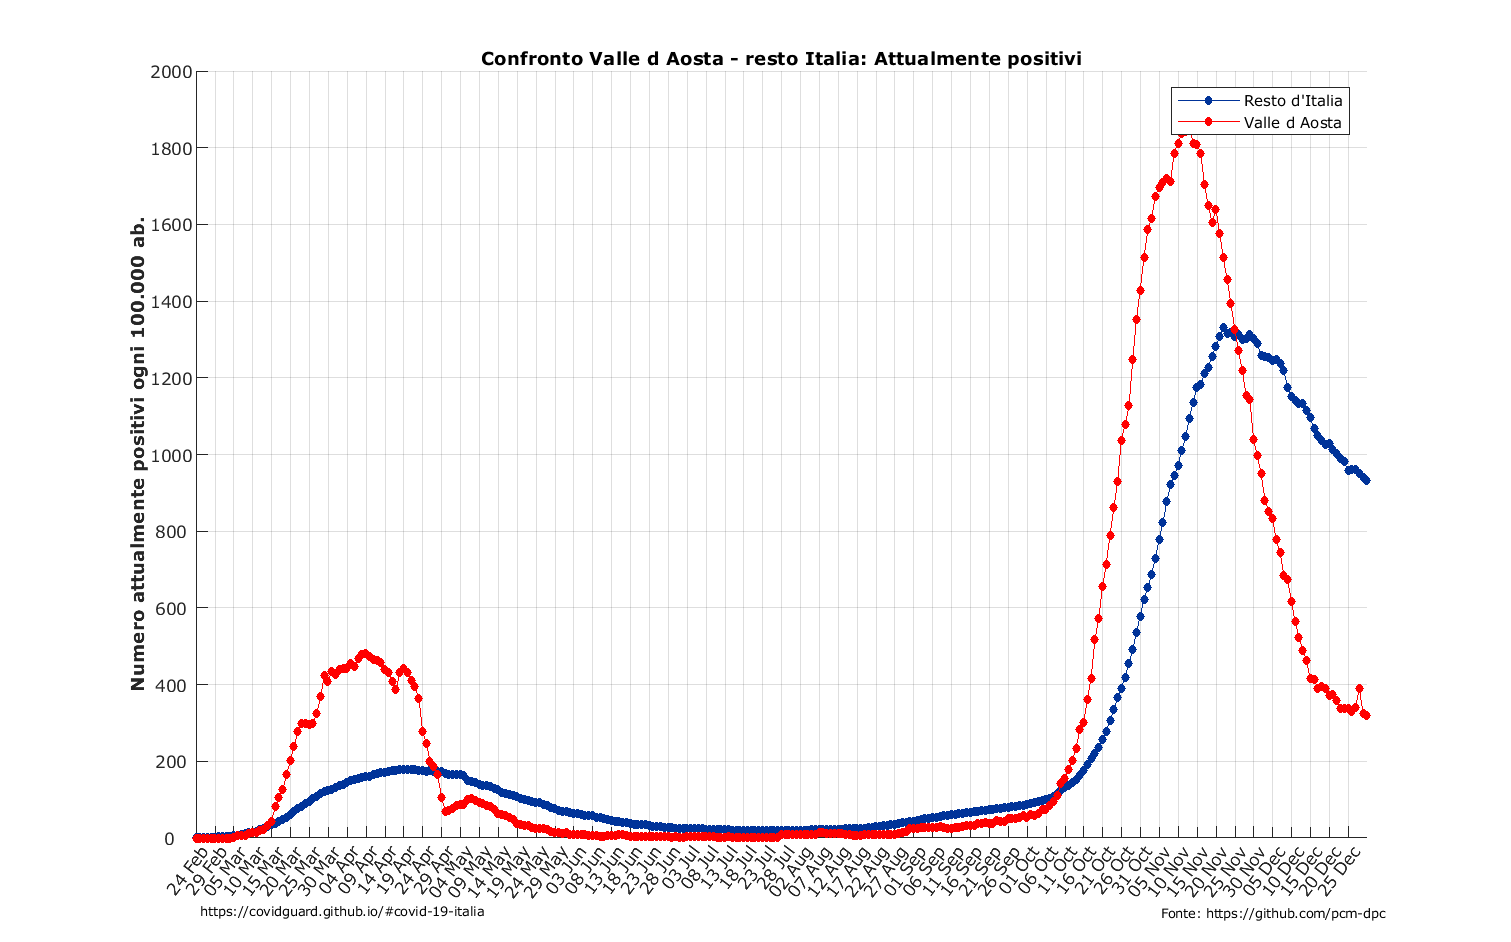 Confronto Valle d Aosta - resto Italia: Attualmente positivi
Resto d'Italia
Valle d Aosta
Numero attualmente positivi ogni 100.000 ab.
2000
1800
1600
1400
1200
1000
800
600
400
200
0
24 Feb
29 Feb
05 Mar
10 Mar
15 Mar
20 Mar
25 Mar
30 Mar
04 Apr
09 Apr
14 Apr
19 Apr
24 Apr
29 Apr
04 May
09 May
14 May
19 May
24 May
29 May
03 Jun
08 Jun
13 Jun
18 Jun
23 Jun
28 Jun
03 Jul
08 Jul
13 Jul
18 Jul
23 Jul
28 Jul
02 Aug
07 Aug
12 Aug
17 Aug
22 Aug
27 Aug
01 Sep
06 Sep
11 Sep
16 Sep
21 Sep
26 Sep
01 Oct
06 Oct
11 Oct
16 Oct
21 Oct
26 Oct
31 Oct
05 Nov
10 Nov
15 Nov
20 Nov
25 Nov
30 Nov
05 Dec
10 Dec
15 Dec
20 Dec
25 Dec
https://covidguard.github.io/#covid-19-italia
Fonte: https://github.com/pcm-dpc